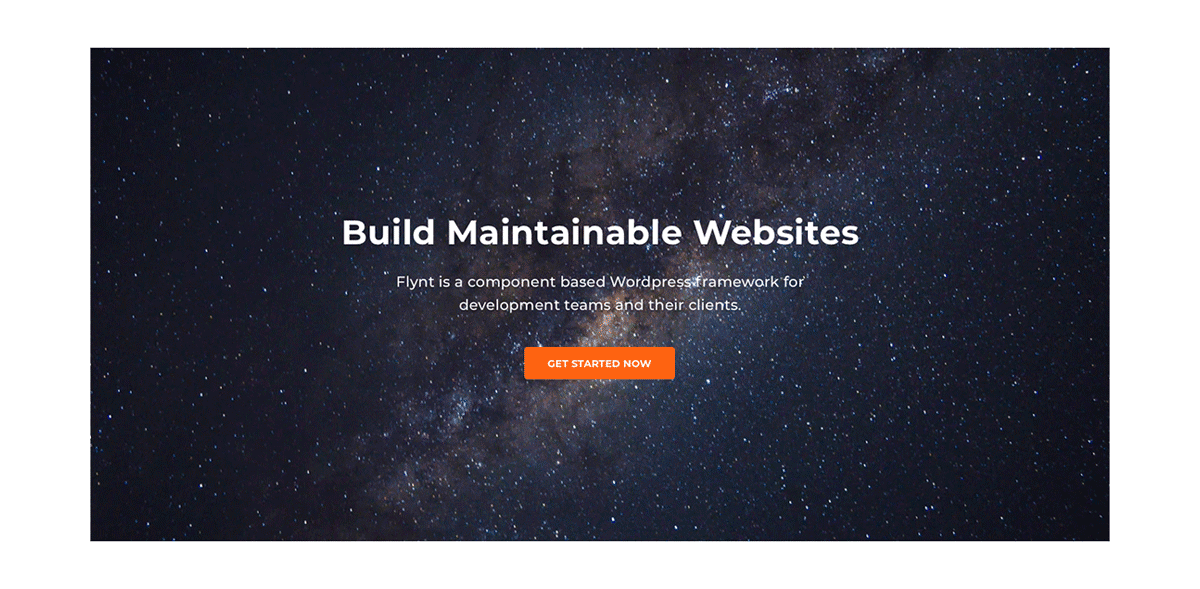 Build Maintainable Websites
Flynt is a component based Wordpress framework for
development teams and their clients.
GET STARTED NOW